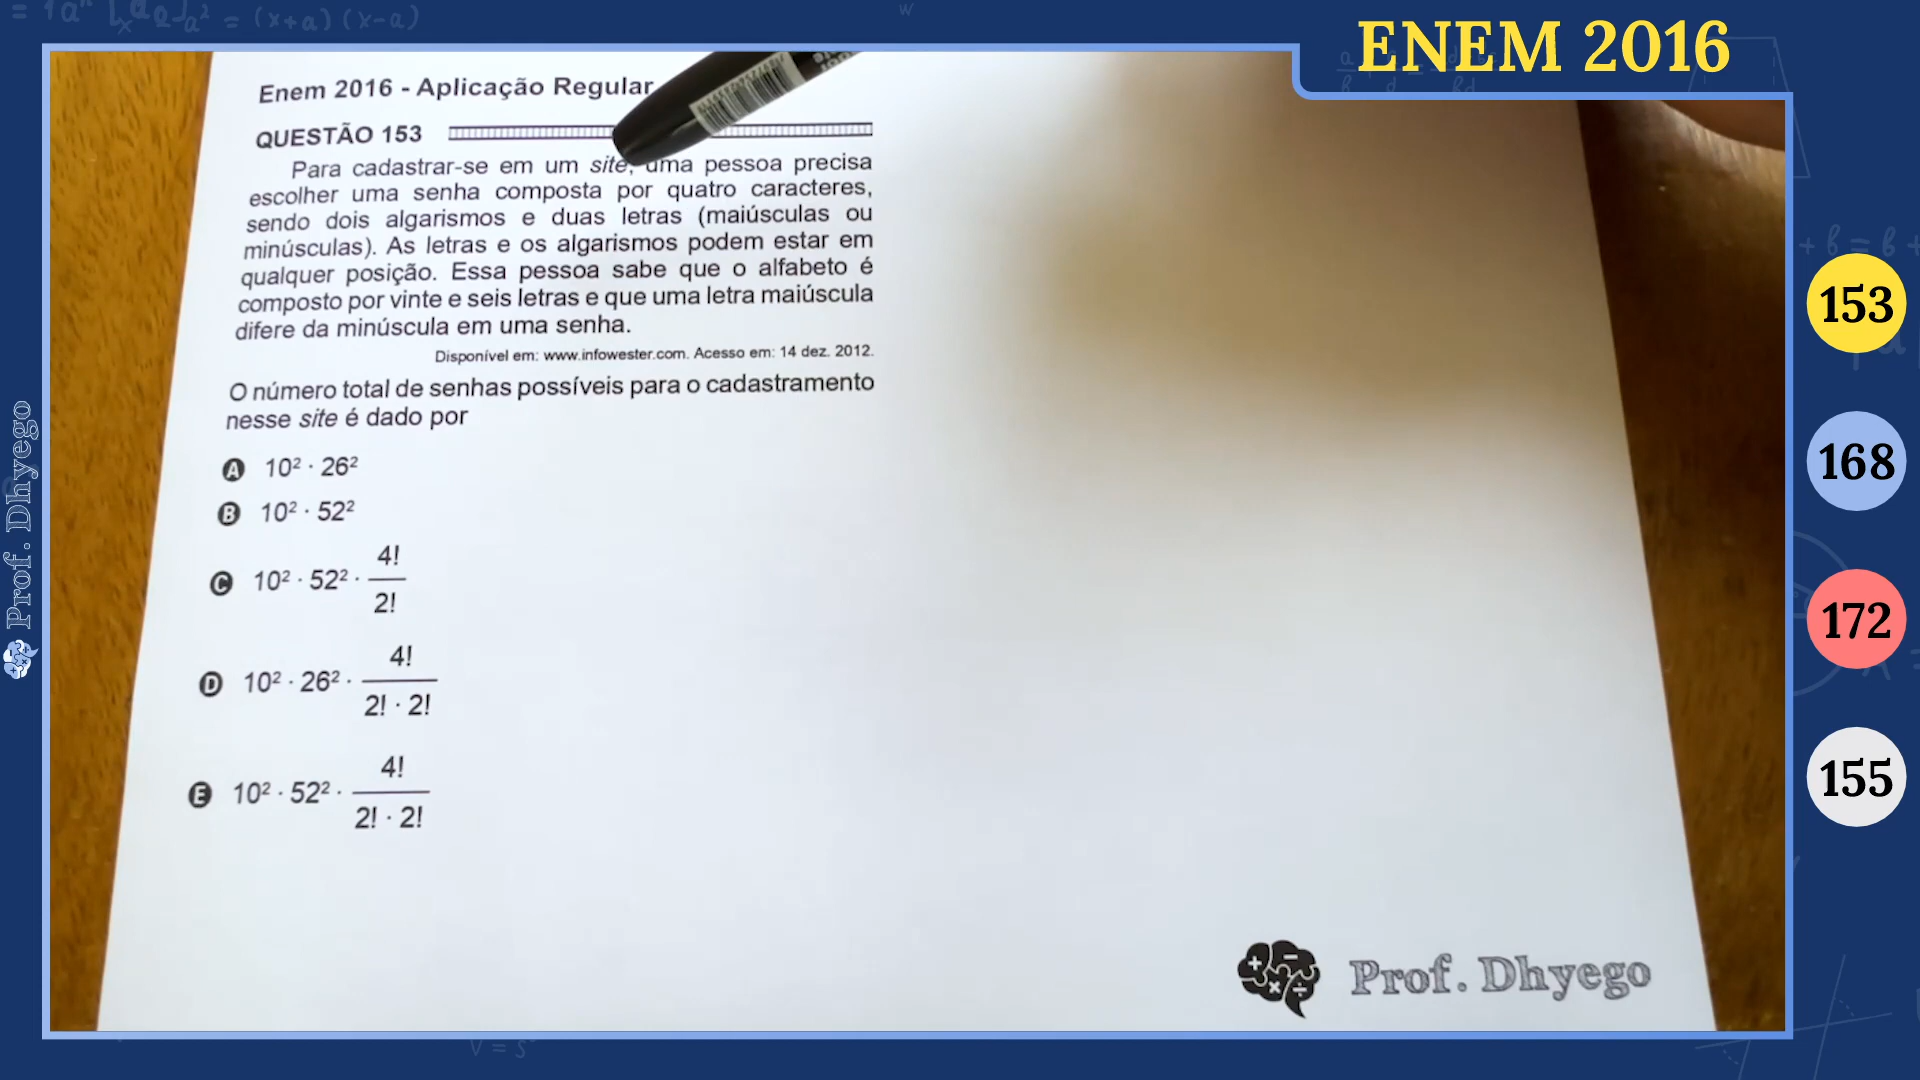 ENEM 2016
Enem 2016 - Aplicação Regular
QUESTÃO 153
Para cadastrar-se em um site, uma pessoa precisa
escolher uma senha composta por quatro caracteres,
sendo dois algarismos e duas letras (maiúsculas ou
minúsculas). As letras e os algarismos podem estar em
qualquer posição. Essa pessoa sabe que o alfabeto é
composto por vinte e seis letras e que uma letra maiúscula
difere da minúscula em uma senha.
Disponível em: www.infowester.com. Acesso em: 14 dez. 2012.
O número total de senhas possíveis para o cadastramento
nesse site é dado por
A 10² · 26²
B 10² · 52²
C 10² · 52² · 4!/2!
D 10² · 26² · 4!/2! · 2!
E 10² · 52² · 4!/2! · 2!
153
168
172
155
Prof. Dhyego
Prof. Dhyego